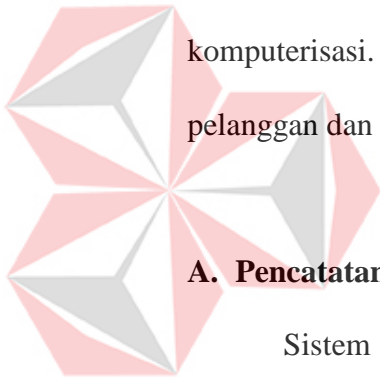 komputerisasi.
pelanggan dan
A. Pencatatan
Sistem